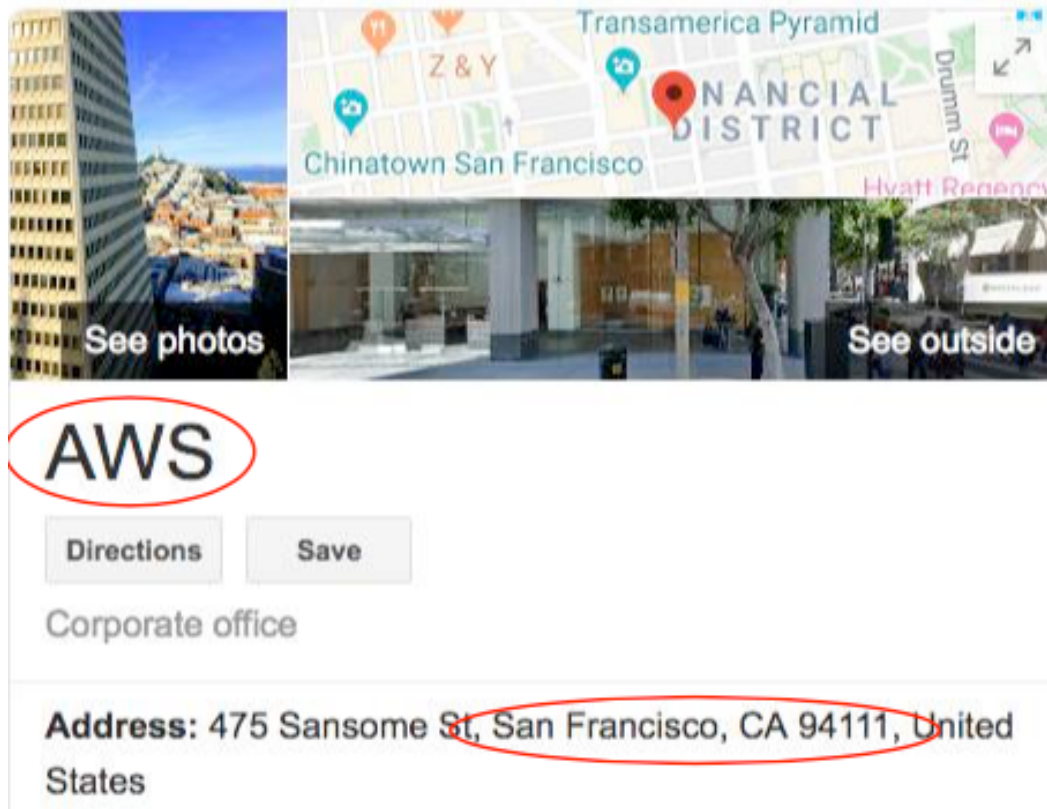 Transamerica Pyramid
Z & Y
Drumm St
NANCIAL
DISTRICT
Chinatown San Francisco
Hyatt Regency
See photos
See outside
AWS
Directions
Save
Corporate office
Address: 475 Sansome St, San Francisco, CA 94111, United
States